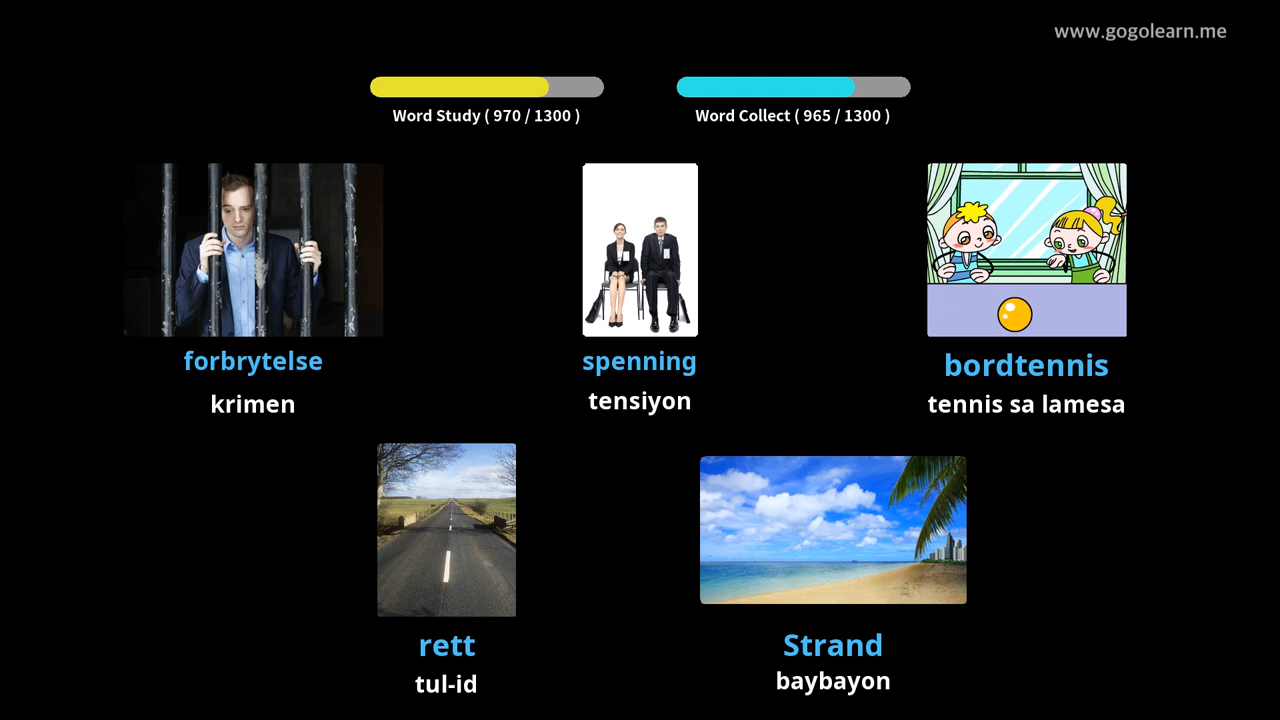 www.gogolearn.me
Word Study ( 970 / 1300 )
Word Collect ( 965 / 1300 )
forbrytelse
krimen
spenning
tensiyon
bordtennis
tennis sa lamesa
rett
tul-id
Strand
baybayon